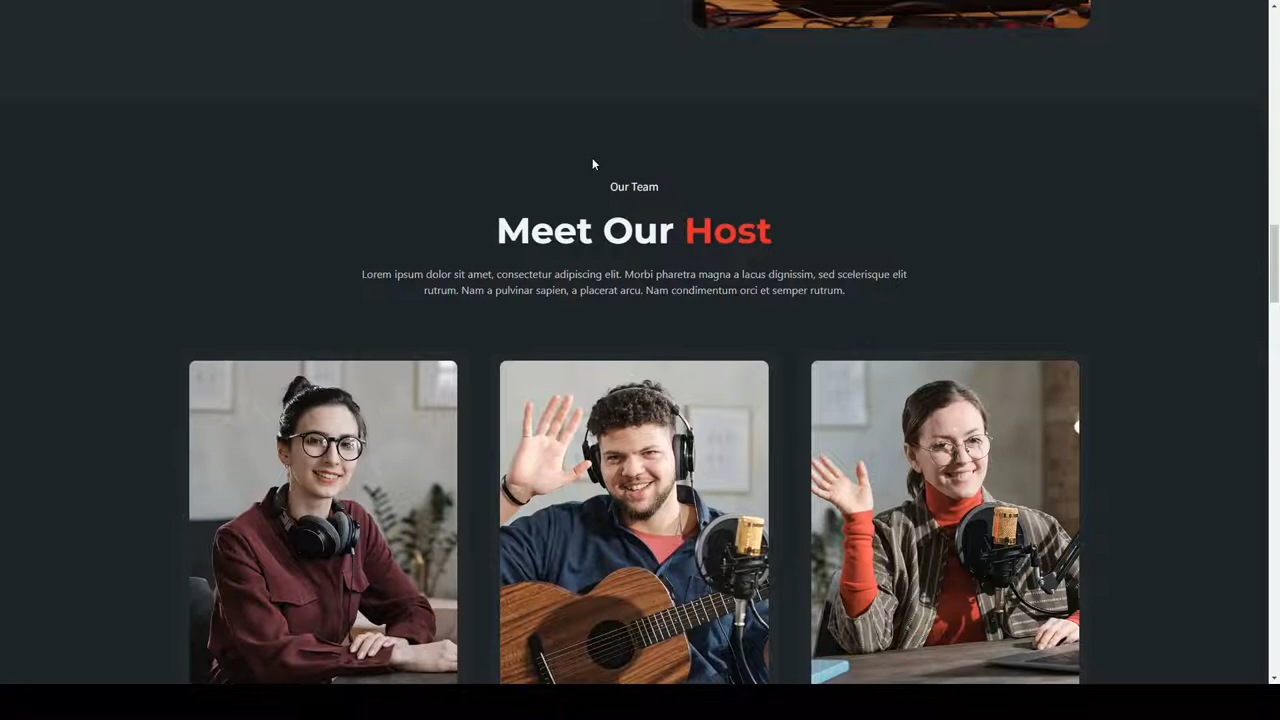 Our Team
Meet Our Host
Lorem ipsum dolor sit amet, consectetur adipiscing elit. Morbi pharetra magna a lacus dignissim, sed scelerisque elit
rutrum. Nam a pulvinar sapien, a placerat arcu. Nam condimentum orci et semper rutrum.